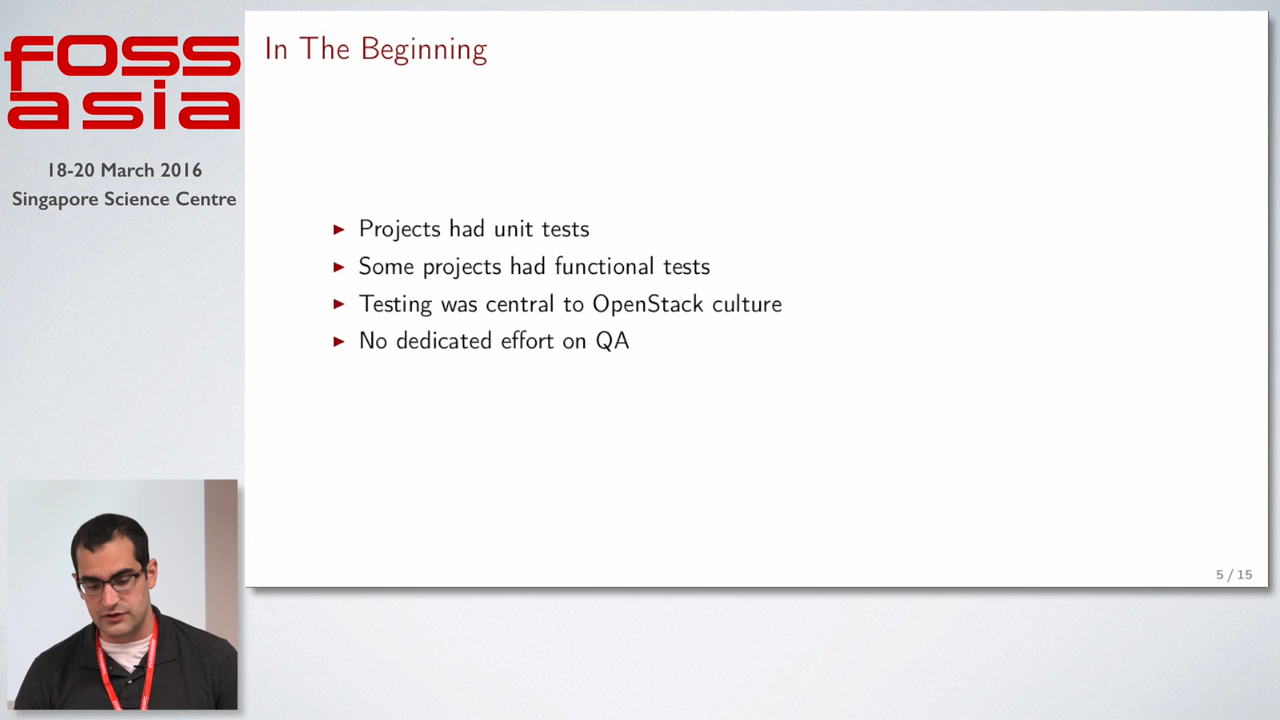 foss
asia
18-20 March 2016
Singapore Science Centre
In The Beginning
Projects had unit tests
Some projects had functional tests
Testing was central to OpenStack culture
No dedicated effort on QA
5 / 15